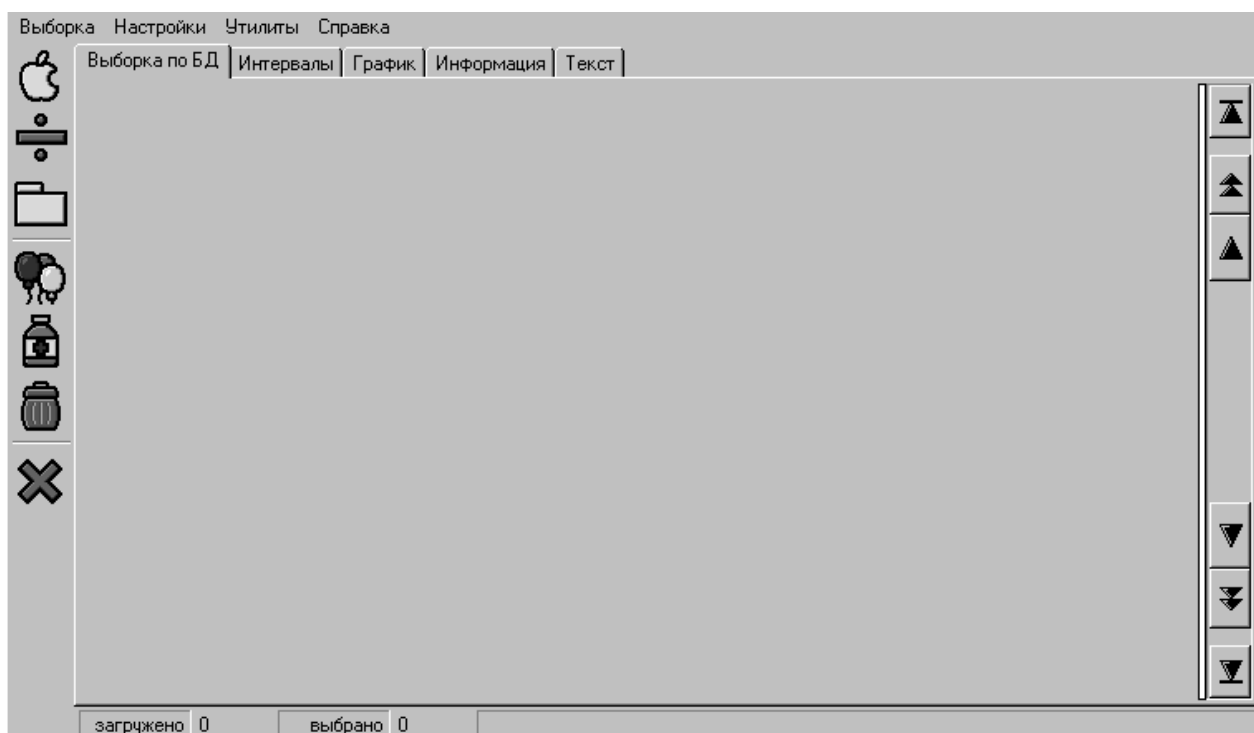 Выборка Настройки Утилиты Справка
Выборка по БД Интервалы График Информация Текст
загружено 0 выбрано 0